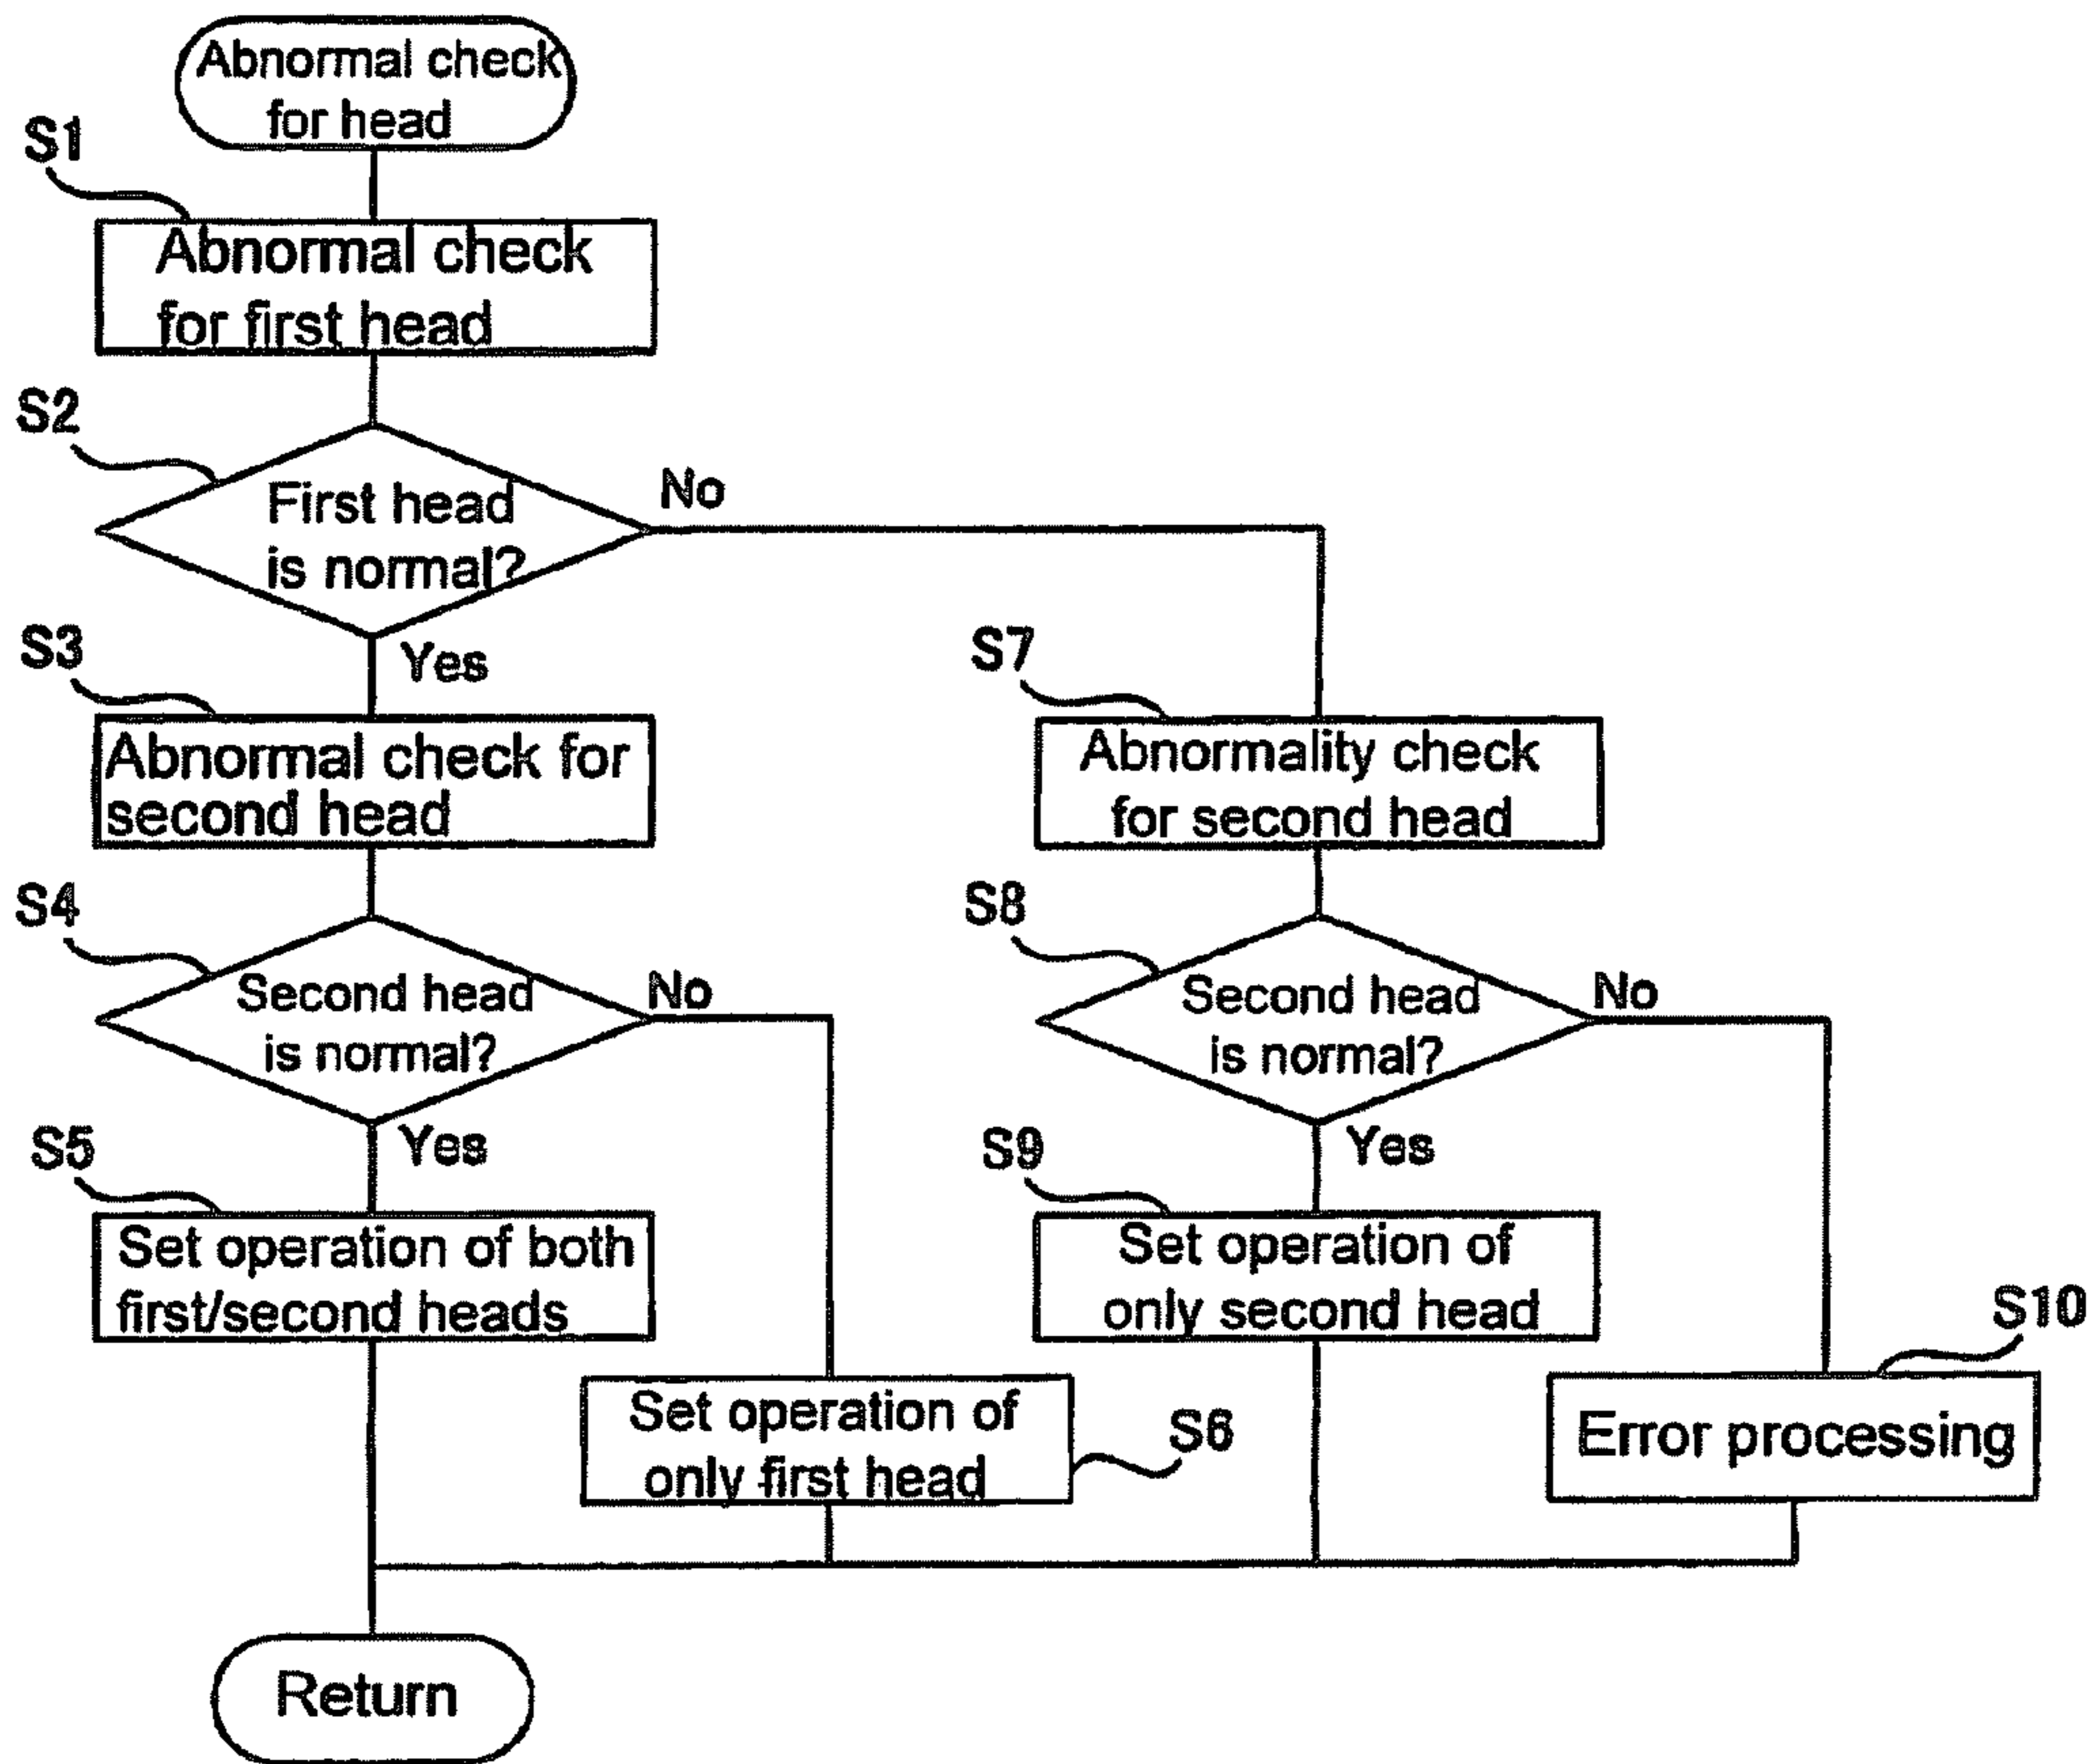 Abnormal check
for head
S1
Abnormal check
for first head
S2
First head
is normal?
No
Yes
S3
Abnormal check for
second head
S7
Abnormality check
for second head
S4
Second head
is normal?
No
Yes
S8
Second head
is normal?
No
Yes
S5
Set operation of both
first/second heads
S6
Set operation of
only first head
S9
Set operation of
only second head
S10
Error processing
Return